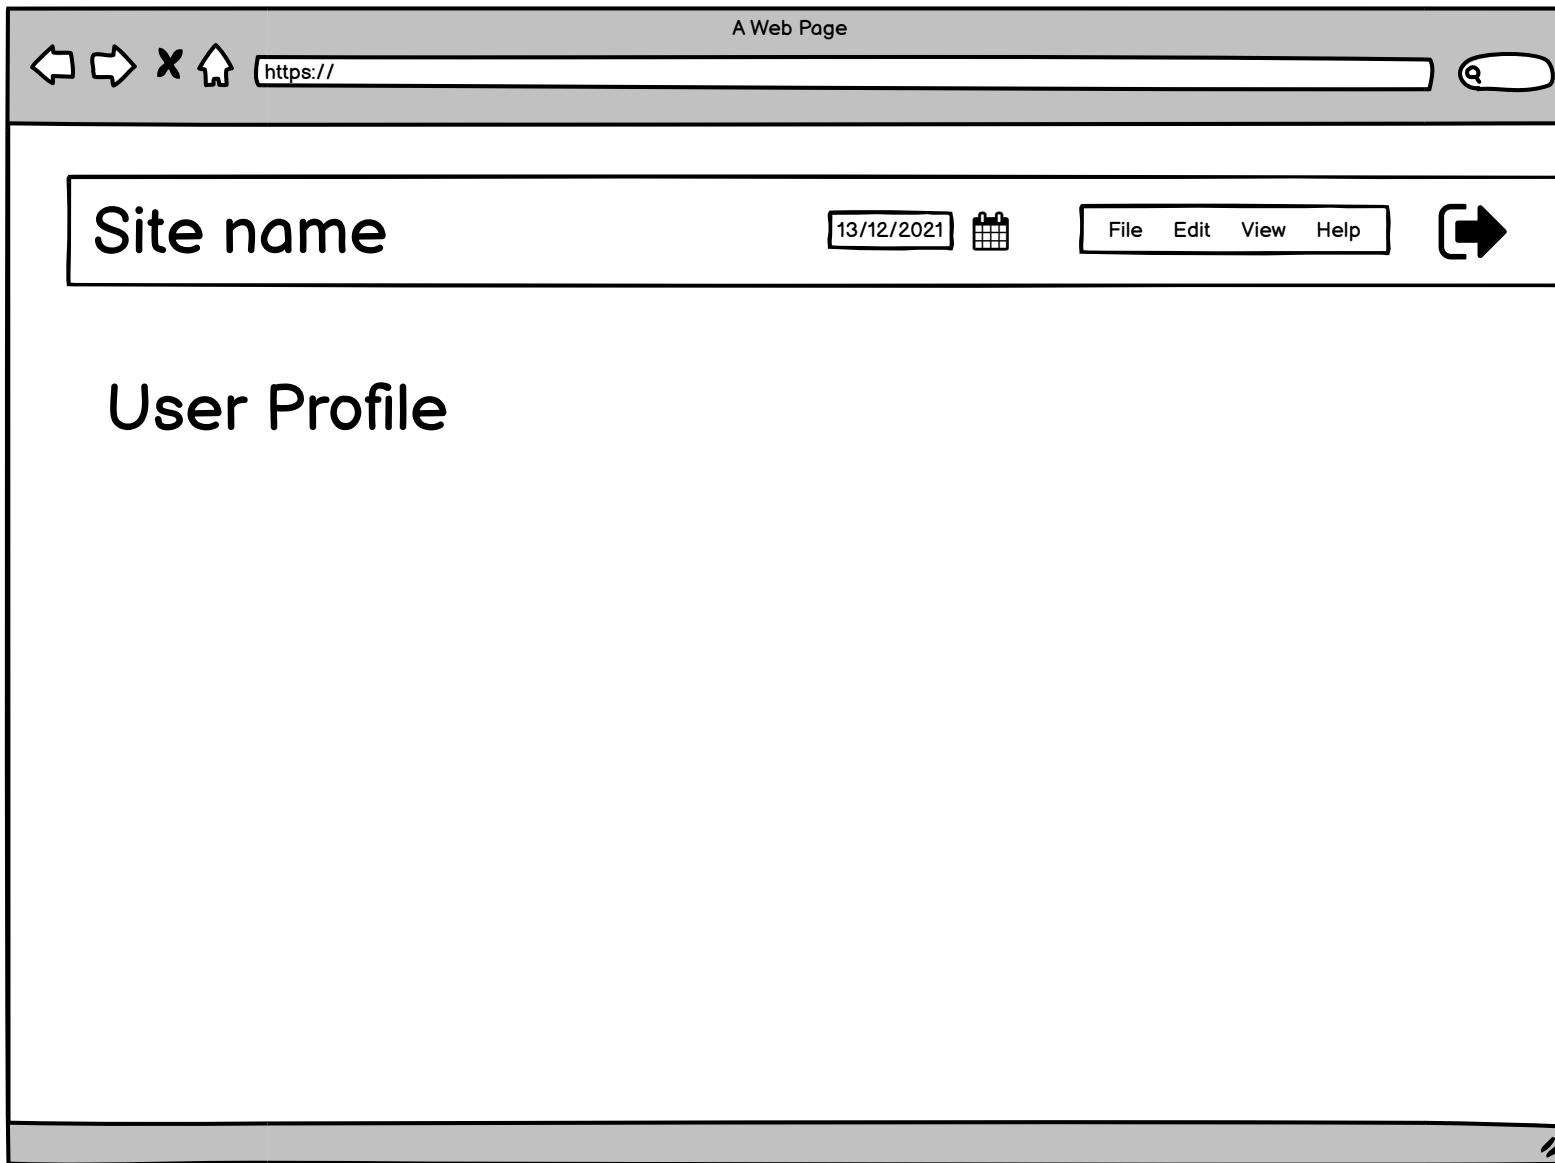 A Web Page
https://
Site name
13/12/2021
File Edit View Help
User Profile